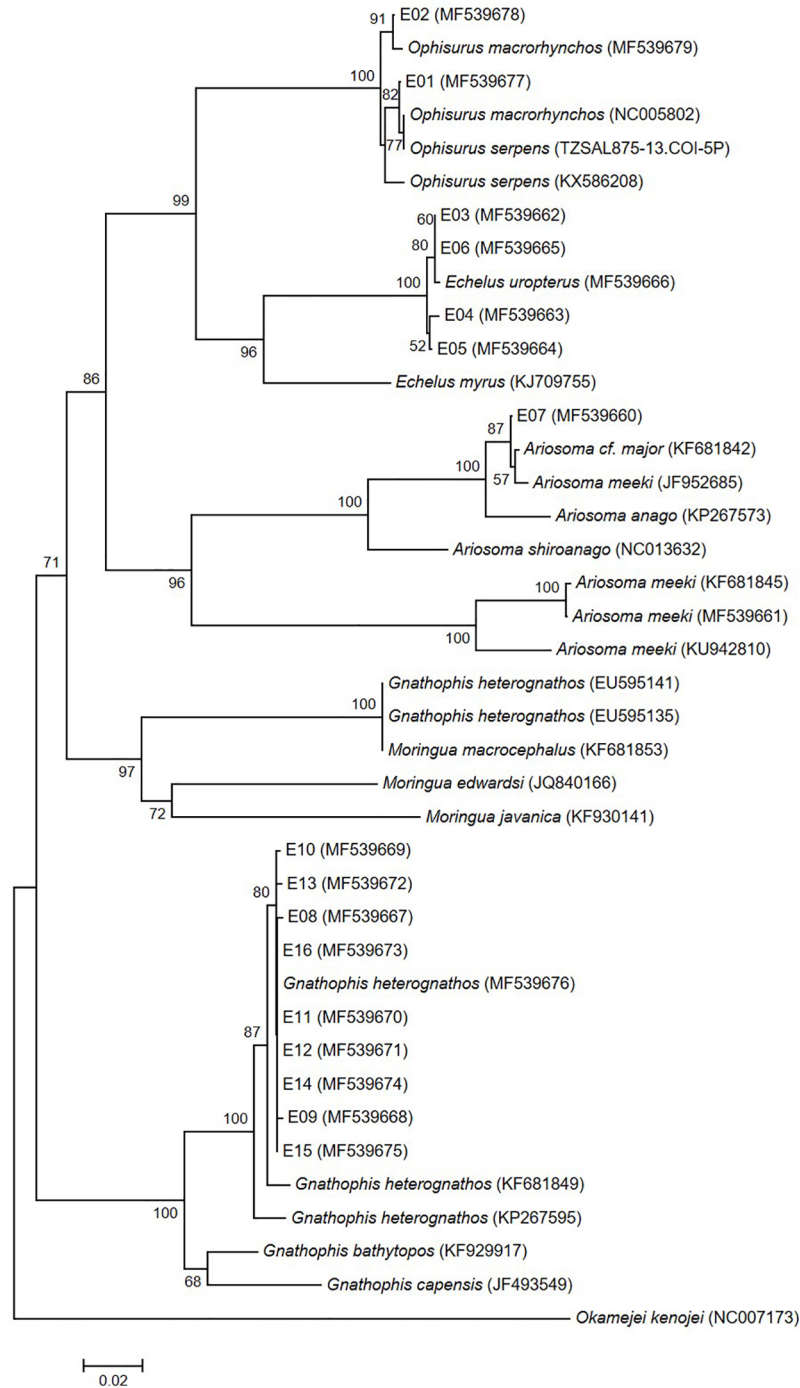 91
E02 (MF539678)
Ophisurus macrorhynchos (MF539679)
100
E01 (MF539677)
82
Ophisurus macrorhynchos (NC005802)
77
Ophisurus serpens (TZSAL875-13.COI-5P)
Ophisurus serpens (KX586208)
99
60
E03 (MF539662)
80
E06 (MF539665)
100
Echelus uropterus (MF539666)
E04 (MF539663)
52
E05 (MF539664)
96
Echelus myrus (KJ709755)
86
E07 (MF539660)
87
Ariosoma cf. major (KF681842)
100
57
Ariosoma meeki (JF952685)
100
Ariosoma anago (KP267573)
Ariosoma shiroanago (NC013632)
71
96
100
Ariosoma meeki (KF681845)
Ariosoma meeki (MF539661)
100
Ariosoma meeki (KU942810)
Gnathophis heterognathos (EU595141)
100
Gnathophis heterognathos (EU595135)
Moringua macrocephalus (KF681853)
97
Moringua edwardsi (JQ840166)
72
Moringua javanica (KF930141)
E10 (MF539669)
80
E13 (MF539672)
E08 (MF539667)
E16 (MF539673)
Gnathophis heterognathos (MF539676)
E11 (MF539670)
87
E12 (MF539671)
E14 (MF539674)
100
E09 (MF539668)
E15 (MF539675)
Gnathophis heterognathos (KF681849)
100
Gnathophis heterognathos (KP267595)
Gnathophis bathytopos (KF929917)
68
Gnathophis capensis (JF493549)
Okamejei kenojei (NC007173)
0.02